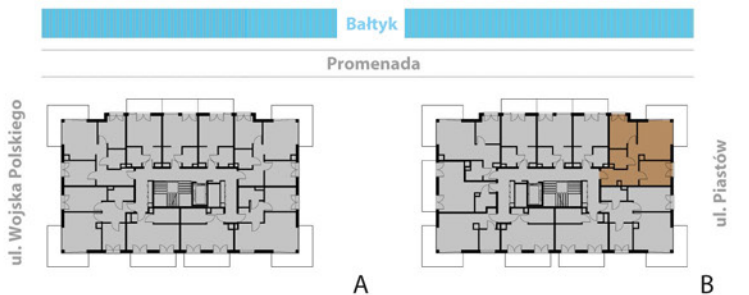 Bałtyk
Promenada
ul. Wojska Polskiego
ul. Piastów
A
B